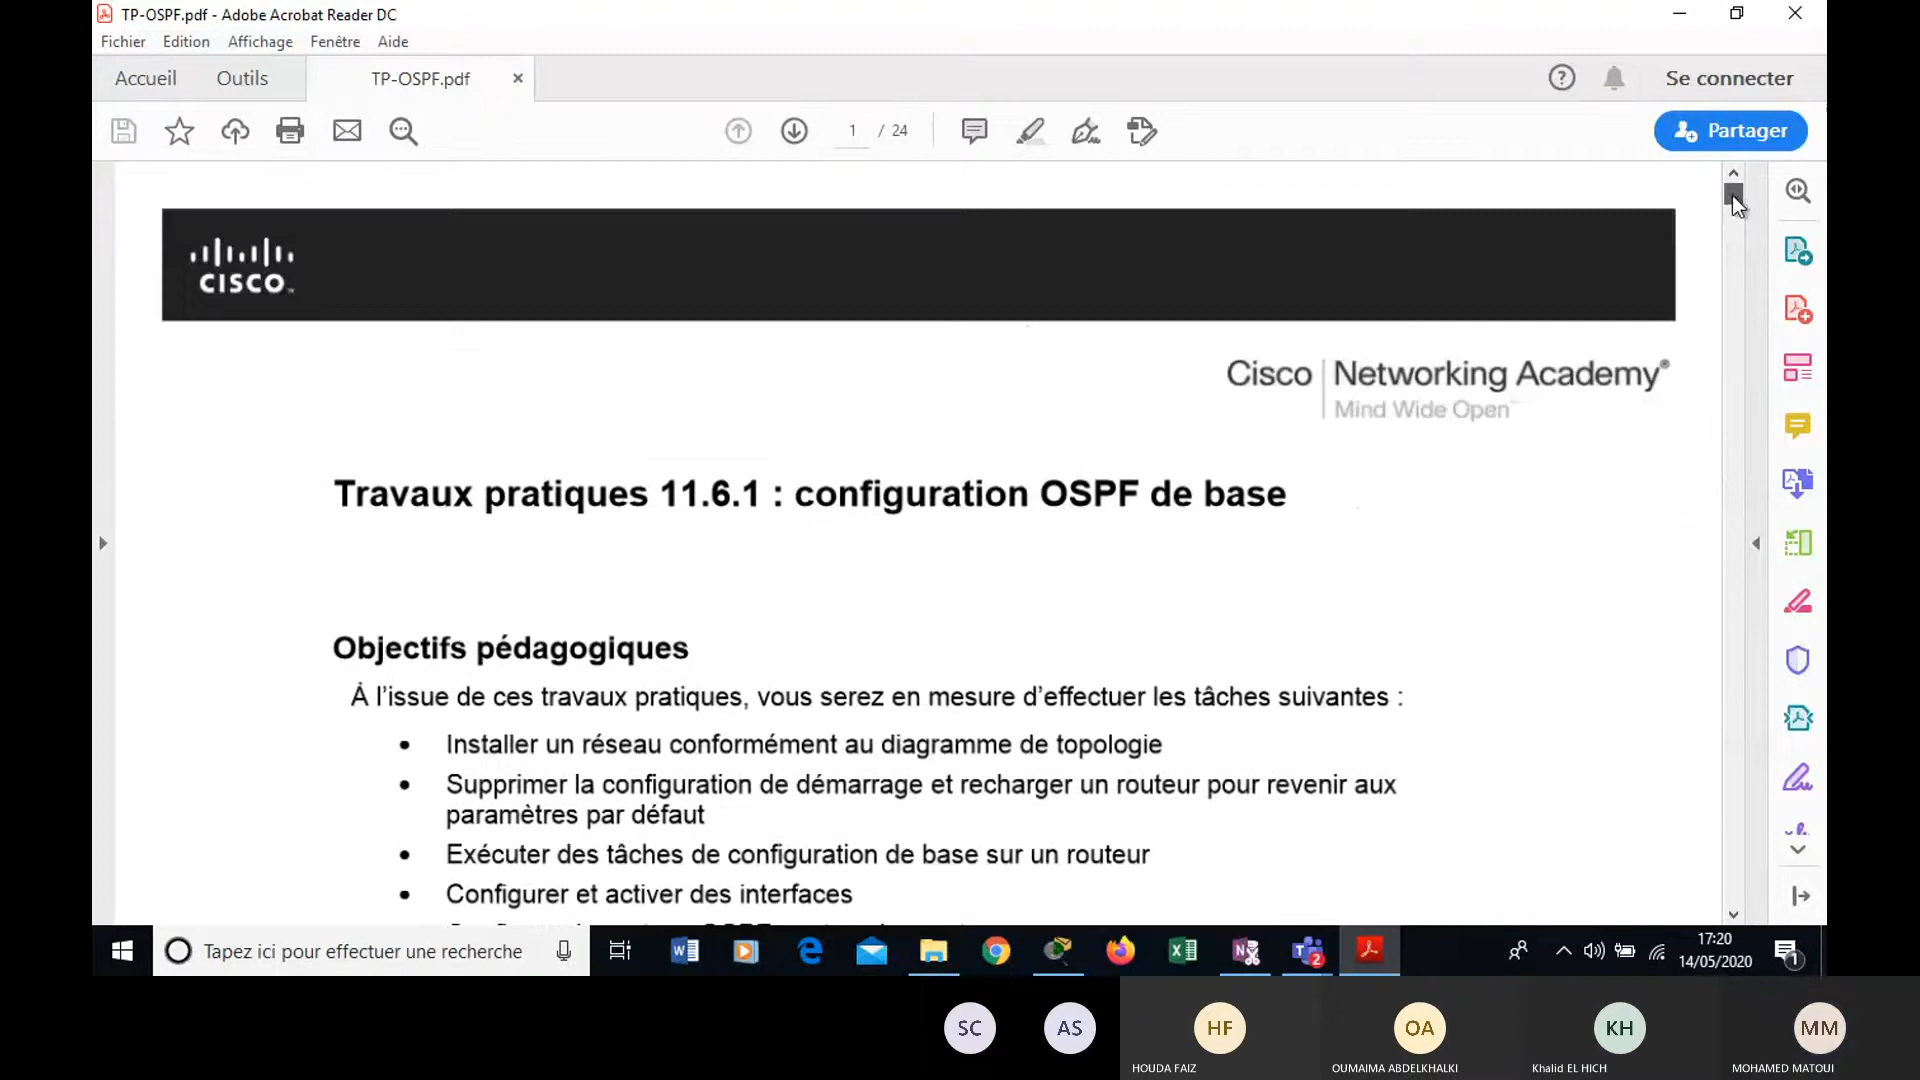 TP-OSPF.pdf - Adobe Acrobat Reader DC
Fichier Edition Affichage Fenêtre Aide
Accueil Outils TP-OSPF.pdf Se connecter
1 / 24 Partager
CISCO
Cisco Networking Academy®
Mind Wide Open
Travaux pratiques 11.6.1 : configuration OSPF de base
Objectifs pédagogiques
À l’issue de ces travaux pratiques, vous serez en mesure d’effectuer les tâches suivantes :
• Installer un réseau conformément au diagramme de topologie
• Supprimer la configuration de démarrage et recharger un routeur pour revenir aux
paramètres par défaut
• Exécuter des tâches de configuration de base sur un routeur
• Configurer et activer des interfaces
Tapez ici pour effectuer une recherche
2
17:20
14/05/2020
1
SC AS HF OA KH MM
HOUDA FAIZ OUMAIMA ABDELKHALKI Khalid EL HICH MOHAMED MATOUI